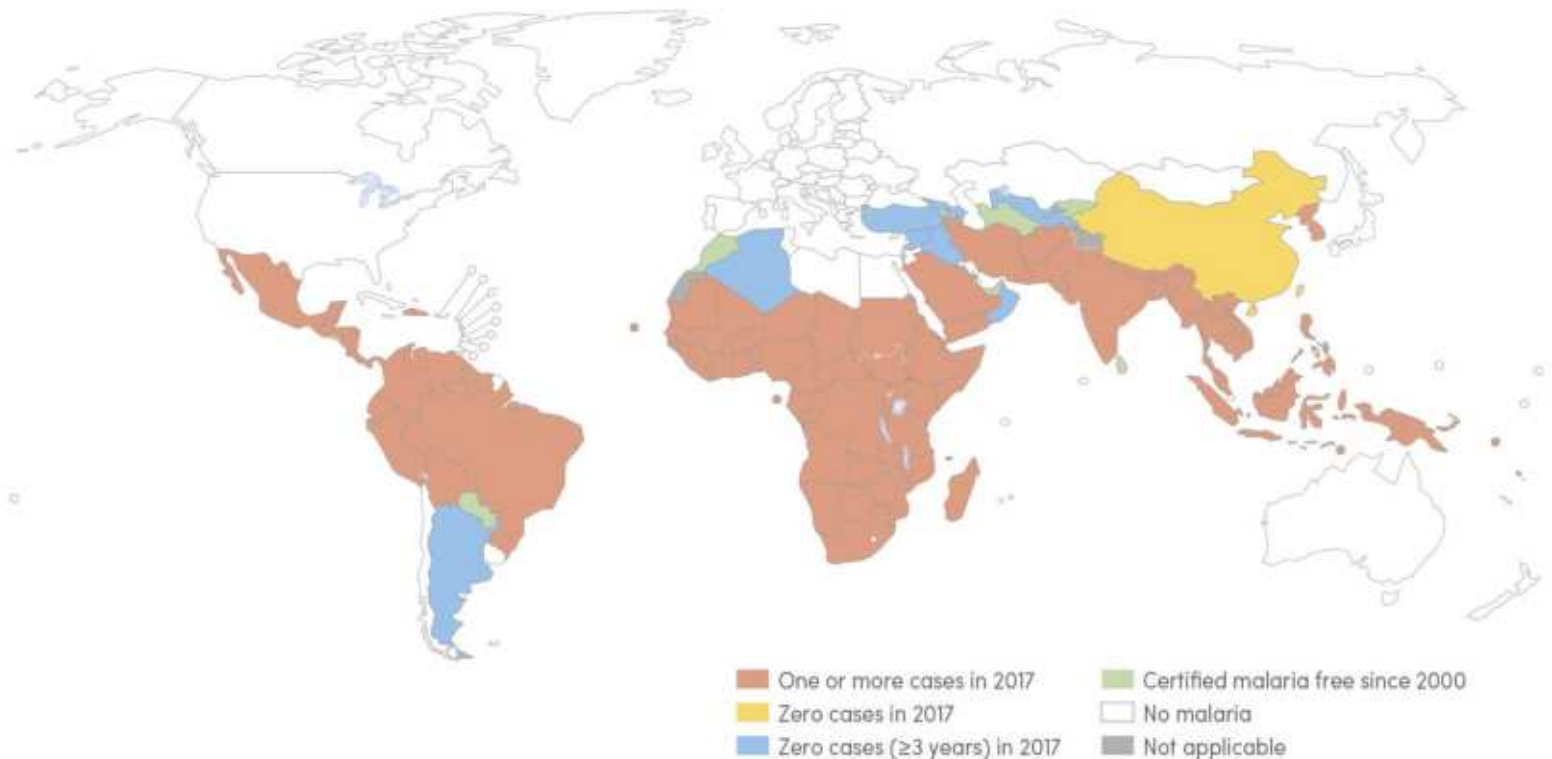 One or more cases in 2017
Zero cases in 2017
Zero cases (≥3 years) in 2017
Certified malaria free since 2000
No malaria
Not applicable